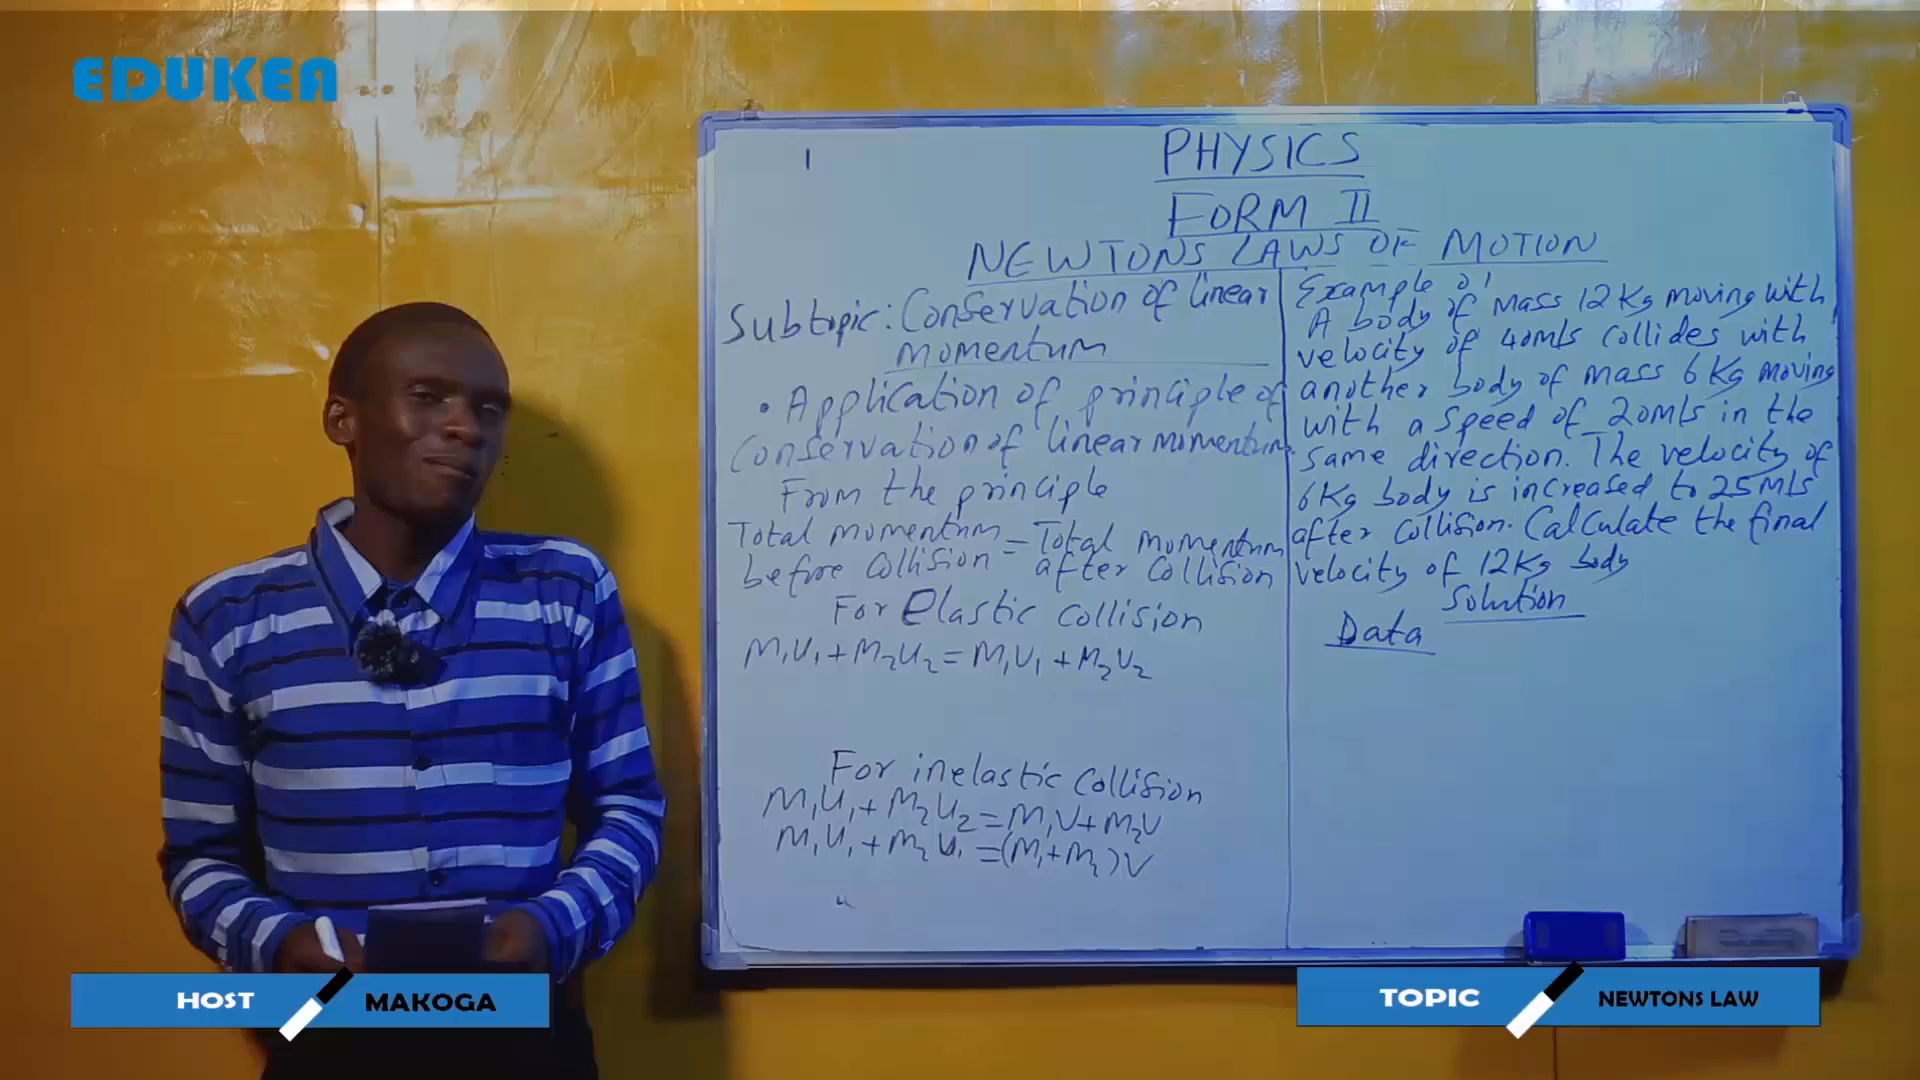 EDUKEA
1
PHYSICS
FORM II
NEWTONS LAWS OF MOTION
Subtopic: Conservation of linear
momentum
• Application of principle of
Conservation of linear momentum.
From the principle
Total momentum = Total momentum
before Collision after Collision
For Elastic Collision
M₁U₁ + M₂U₂ = M₁V₁ + M₂V₂
For inelastic Collision
M₁U₁ + M₂U₂ = M₁V + M₂V
M₁U₁ + M₂U₁ = (M₁ + M₂)V
Example 01
A body of mass 12Kg moving with
velocity of 40m/s collides with
another body of mass 6Kg moving
with a speed of 20m/s in the
same direction. The velocity of
6Kg body is increased to 25m/s
after Collision. Calculate the final
velocity of 12Kg body
Solution
Data
HOST MAKOGA
TOPIC NEWTONS LAW